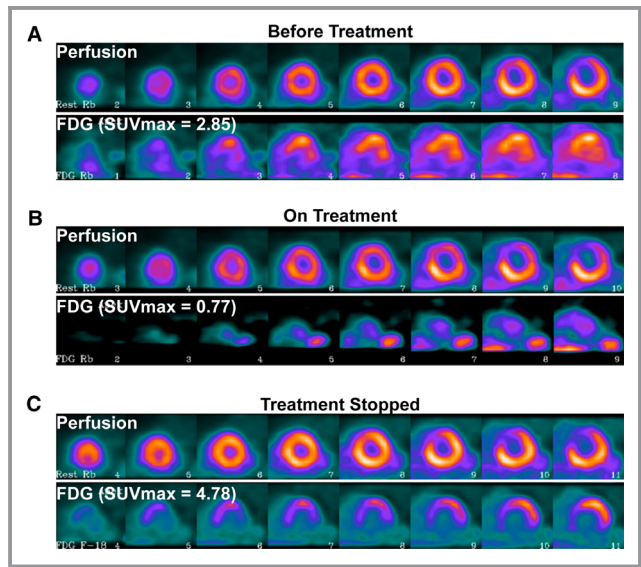 A
Before Treatment
Perfusion
Rest Rb 2 3 4 5 6 7 8 9
FDG (SUVmax = 2.85)
FDG Rb 1 2 3 4 5 6 7 8
B
On Treatment
Perfusion
Rest Rb 3 4 5 6 7 8 9 10
FDG (SUVmax = 0.77)
FDG Rb 2 3 4 5 6 7 8 9
C
Treatment Stopped
Perfusion
Rest Rb 4 5 6 7 8 9 10 11
FDG (SUVmax = 4.78)
FDG F-18 4 5 6 7 8 9 10 11